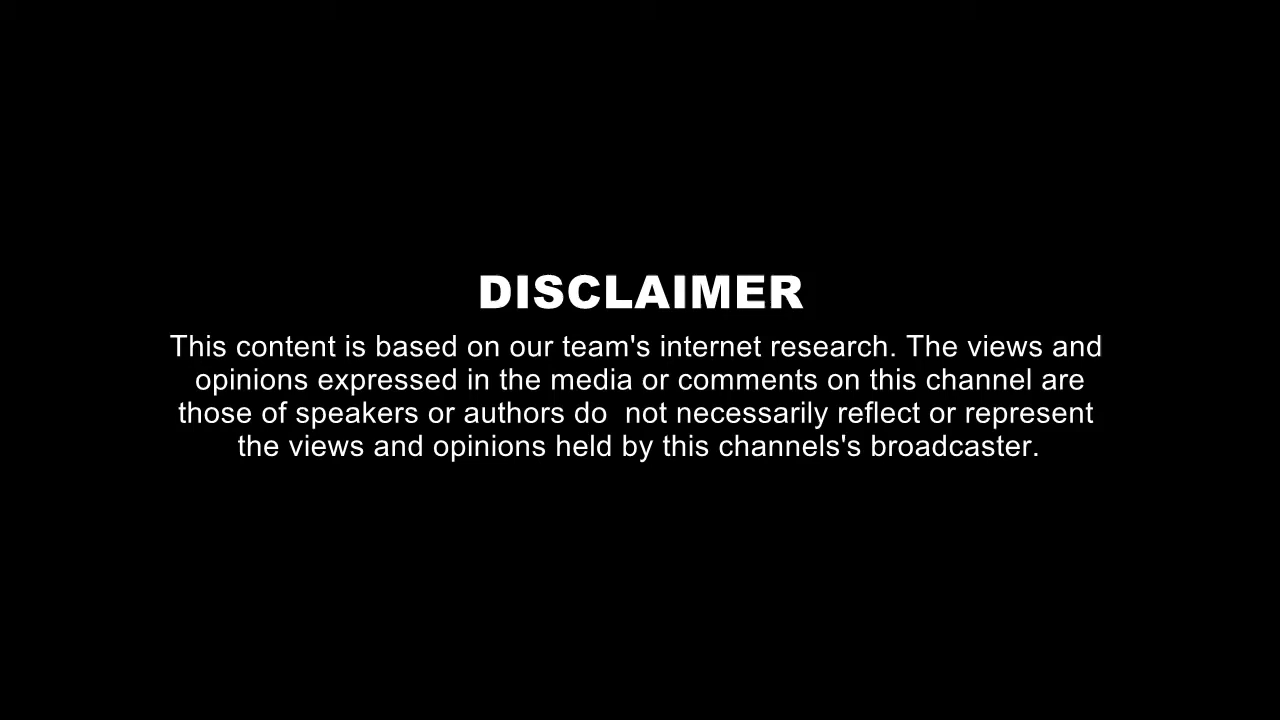 DISCLAIMER
This content is based on our team's internet research. The views and
opinions expressed in the media or comments on this channel are
those of speakers or authors do  not necessarily reflect or represent
the views and opinions held by this channels's broadcaster.